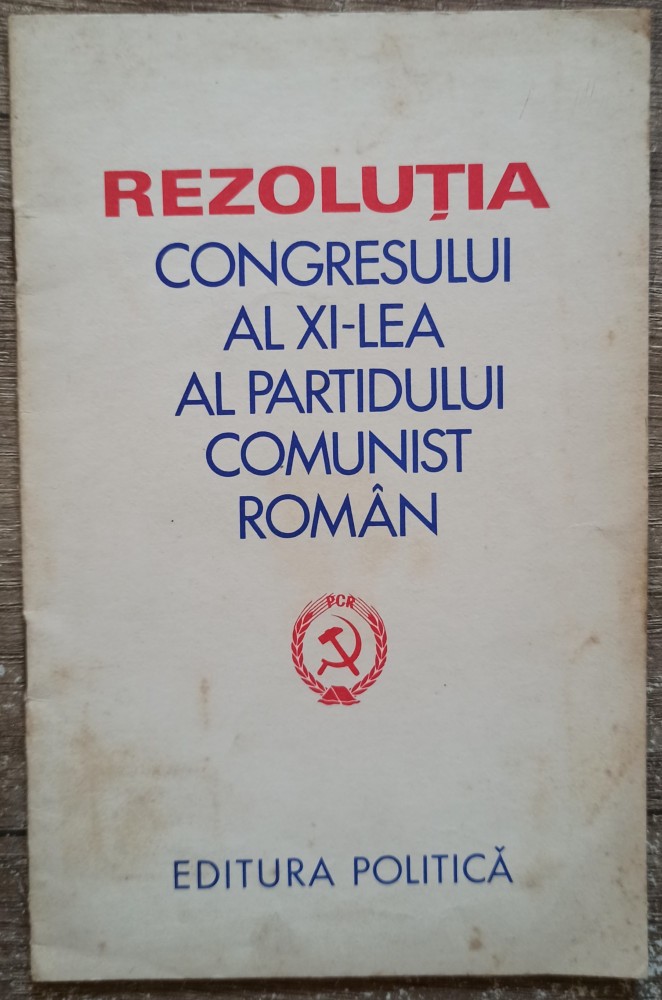 REZOLUȚIA
CONGRESULUI
AL XI-LEA
AL PARTIDULUI
COMUNIST
ROMÂN
PCR
EDITURA POLITICĂ